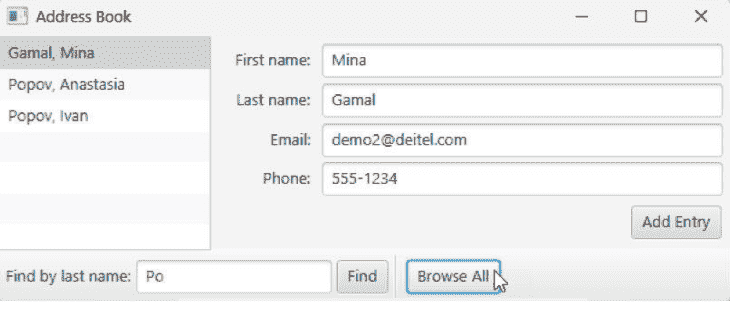 Address Book
Gamal, Mina
Popov, Anastasia
Popov, Ivan
First name: Mina
Last name: Gamal
Email: demo2@deitel.com
Phone: 555-1234
Add Entry
Find by last name: Po Find Browse All